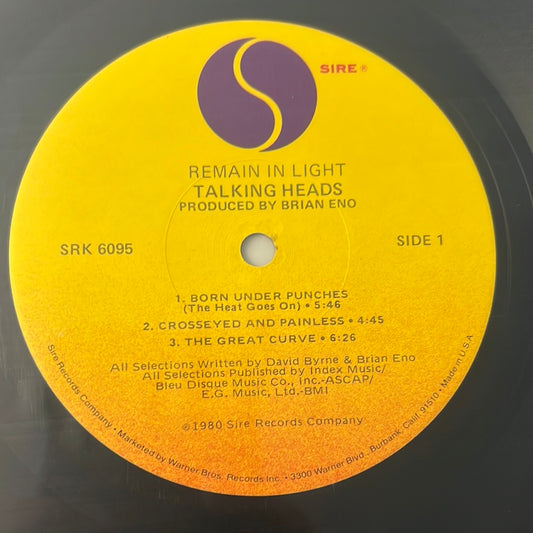 SIRE ®
REMAIN IN LIGHT
TALKING HEADS
PRODUCED BY BRIAN ENO
SRK 6095
SIDE 1
1. BORN UNDER PUNCHES
(The Heat Goes On) • 5:46
2. CROSSEYED AND PAINLESS • 4:45
3. THE GREAT CURVE • 6:26
All Selections Written by David Byrne & Brian Eno
All Selections Published by Index Music/
Bleu Disque Music Co., Inc.-ASCAP/
E.G. Music, Ltd.-BMI
©1980 Sire Records Company
Sire Records Company • Marketed by Warner Bros. Records Inc. • 3300 Warner Blvd., Burbank, Calif. 91510 • Made in U.S.A.